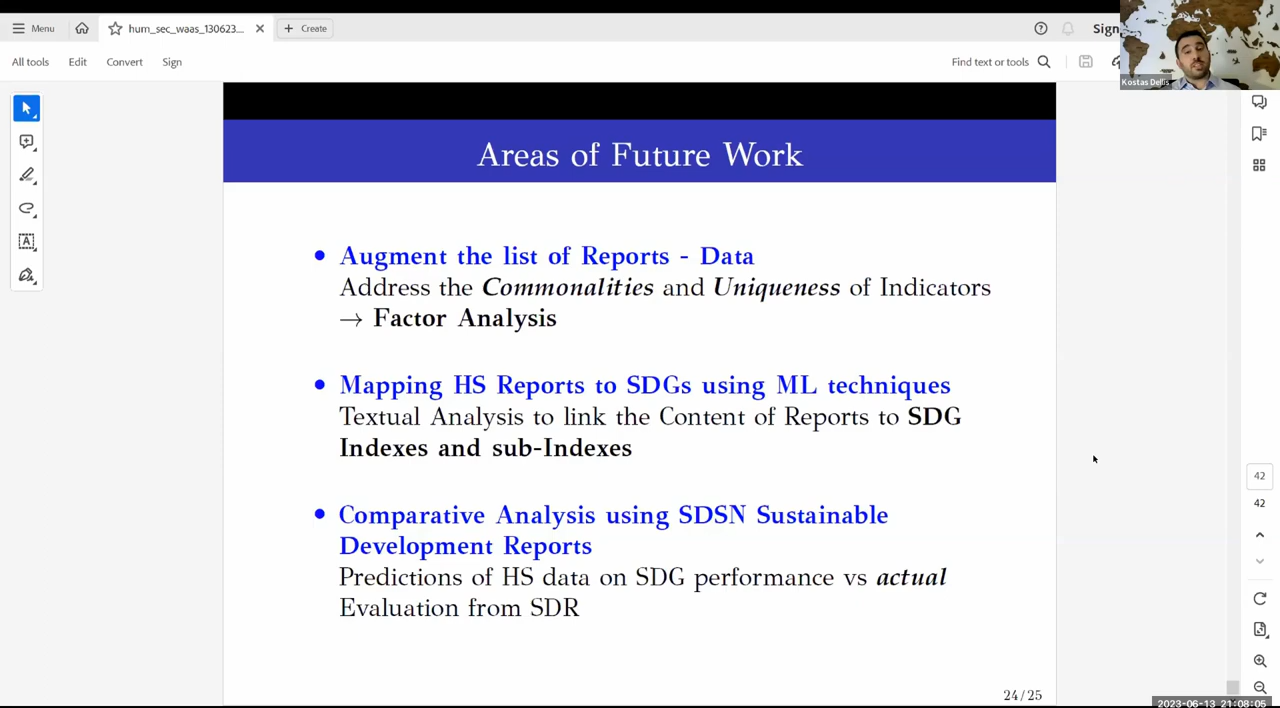 Menu
hum_sec_waas_130623...
Create
Sign
All tools
Edit
Convert
Sign
Find text or tools
Kostas Dellis
Areas of Future Work
• Augment the list of Reports - Data
Address the Commonalities and Uniqueness of Indicators
→ Factor Analysis
• Mapping HS Reports to SDGs using ML techniques
Textual Analysis to link the Content of Reports to SDG
Indexes and sub-Indexes
• Comparative Analysis using SDSN Sustainable
Development Reports
Predictions of HS data on SDG performance vs actual
Evaluation from SDR
42
42
24/25
2023-06-13 21:08:05